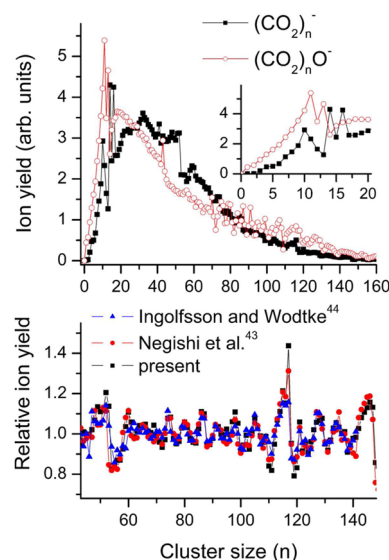 (CO2)n-
(CO2)nO-
Ion yield (arb. units)
5
4
3
2
1
0
0 20 40 60 80 100 120 140 160
4
2
0
0 5 10 15 20
Ingolfsson and Wodtke44
Negishi et al.43
present
Relative ion yield
1.4
1.2
1.0
0.8
60 80 100 120 140
Cluster size (n)